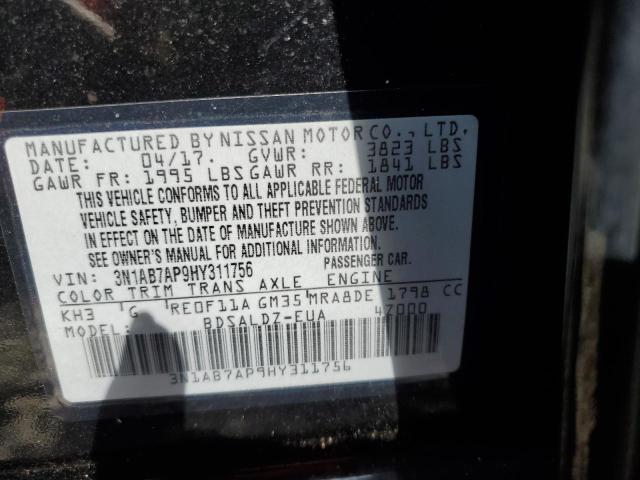 MANUFACTURED BY NISSAN MOTOR CO., LTD.
DATE: 04/17. GVWR: 3823 LBS
GAWR FR: 1995 LBS GAWR RR: 1841 LBS
THIS VEHICLE CONFORMS TO ALL APPLICABLE FEDERAL MOTOR
VEHICLE SAFETY, BUMPER AND THEFT PREVENTION STANDARDS
IN EFFECT ON THE DATE OF MANUFACTURE SHOWN ABOVE.
SEE OWNER'S MANUAL FOR ADDITIONAL INFORMATION.
VIN: 3N1AB7AP9HY311756 PASSENGER CAR.
COLOR TRIM TRANS AXLE ENGINE
KH3 G RE0F11A GM35 MRA8DE 1798 CC
MODEL: BDSALDZ-EUA 4Z000
3N1AB7AP9HY311756